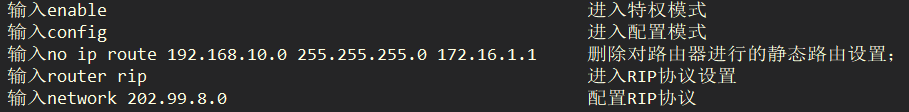 输入enable 进入特权模式
输入config 进入配置模式
输入no ip route 192.168.10.0 255.255.255.0 172.16.1.1 删除对路由器进行的静态路由设置；
输入router rip 进入RIP协议设置
输入network 202.99.8.0 配置RIP协议